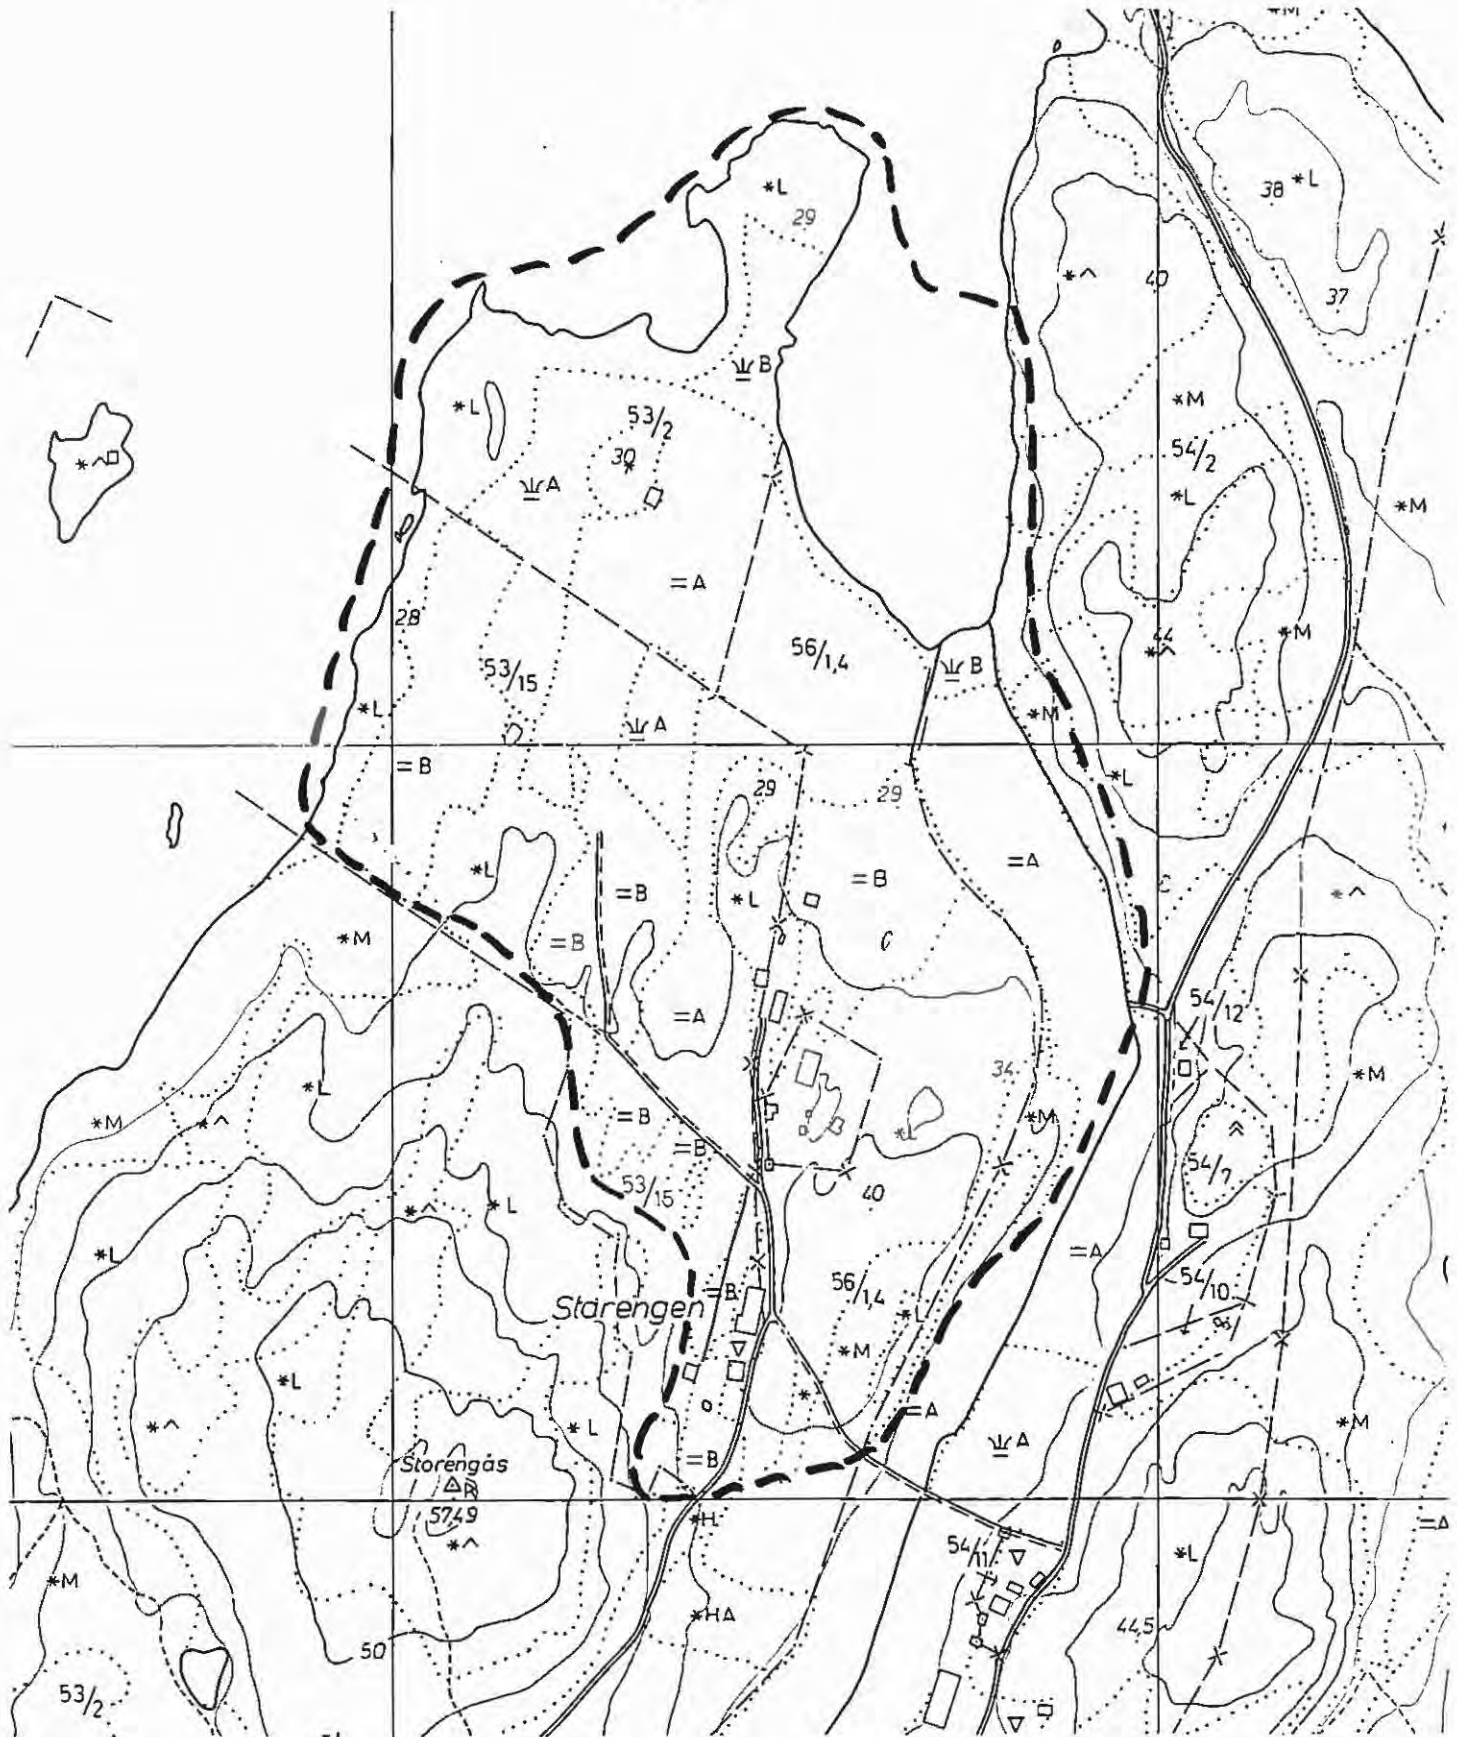 *M
*L
38
*L
29
*^
40
37
B
*L
53/2
*M
30
*
54/2
*^
A
*L
*M
=A
28
44
*M
*^
53/15
56/1,4
B
*L
A
*M
=B
*L
29
29
=A
*L
=B
=B
*L
*^
*M
=B
=A
54/12
34
*M
*L
*M
*M
*^
=B
=B
*L
54/7
53/15
40
*^
*L
*L
=A
=B
56/1,4
54/10
Storengen
*L
*M
*L
*
*^
*L
=A
*M
=B
A
Storengås
57,49
*^
*H
=A
*M
54/11
*L
*HA
44,5
50
53/2